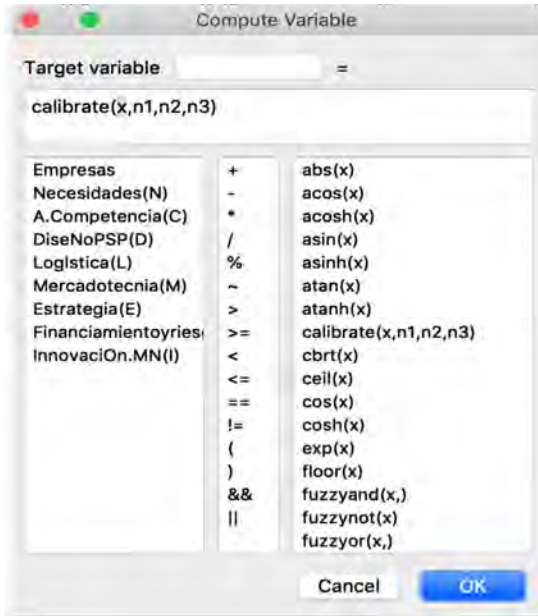 Compute Variable
Target variable =
calibrate(x,n1,n2,n3)
Empresas + abs(x)
Necesidades(N) - acos(x)
A.Competencia(C) * acosh(x)
DiseNoPSP(D) / asin(x)
LogIstica(L) % asinh(x)
Mercadotecnia(M) ~ atan(x)
Estrategia(E) > atanh(x)
Financiamientoyries >= calibrate(x,n1,n2,n3)
InnovaciOn.MN(I) < cbrt(x)
<= ceil(x)
== cos(x)
!= cosh(x)
( exp(x)
) floor(x)
&& fuzzyand(x,)
|| fuzzynot(x)
fuzzyor(x,)
Cancel OK